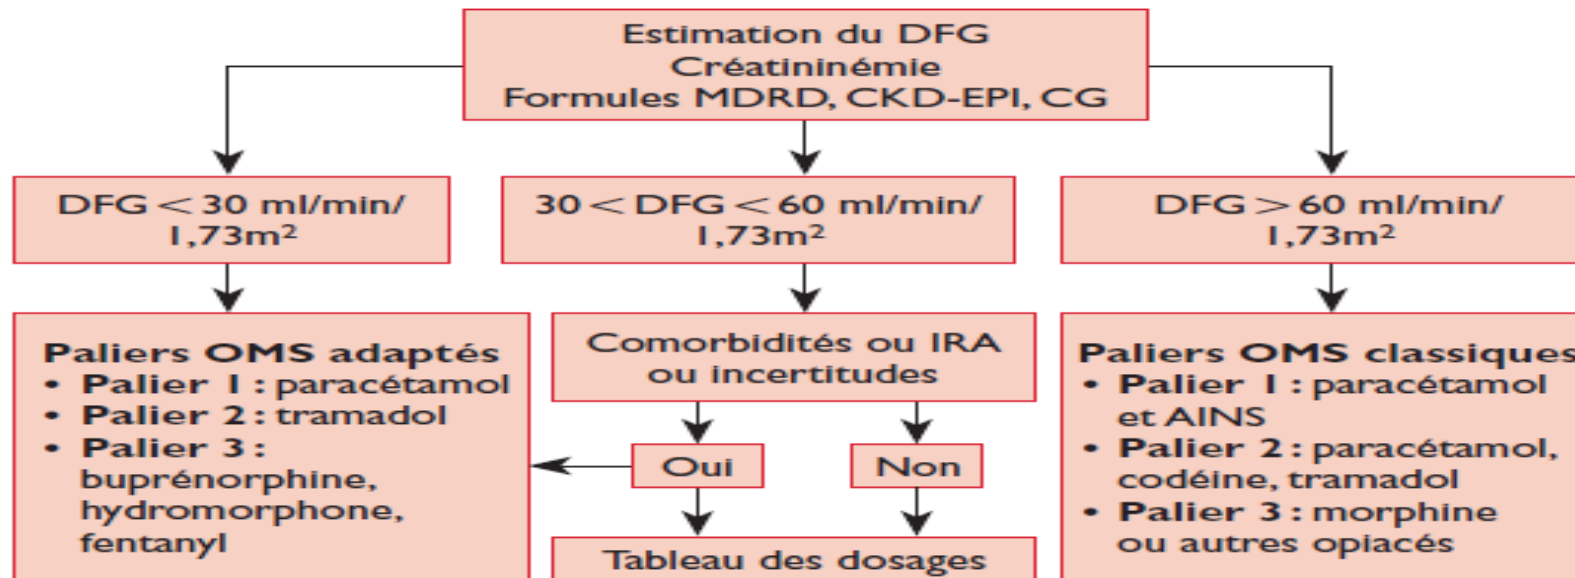 Estimation du DFG
Créatininémie
Formules MDRD, CKD-EPI, CG
DFG < 30 ml/min/
1,73m²
30 < DFG < 60 ml/min/
1,73m²
DFG > 60 ml/min/
1,73m²
Paliers OMS adaptés
• Palier 1 : paracétamol
• Palier 2 : tramadol
• Palier 3 :
buprénorphine,
hydromorphone,
fentanyl
Comorbidités ou IRA
ou incertitudes
Oui
Non
Tableau des dosages
Paliers OMS classiques
• Palier 1 : paracétamol
et AINS
• Palier 2 : paracétamol,
codéine, tramadol
• Palier 3 : morphine
ou autres opiacés